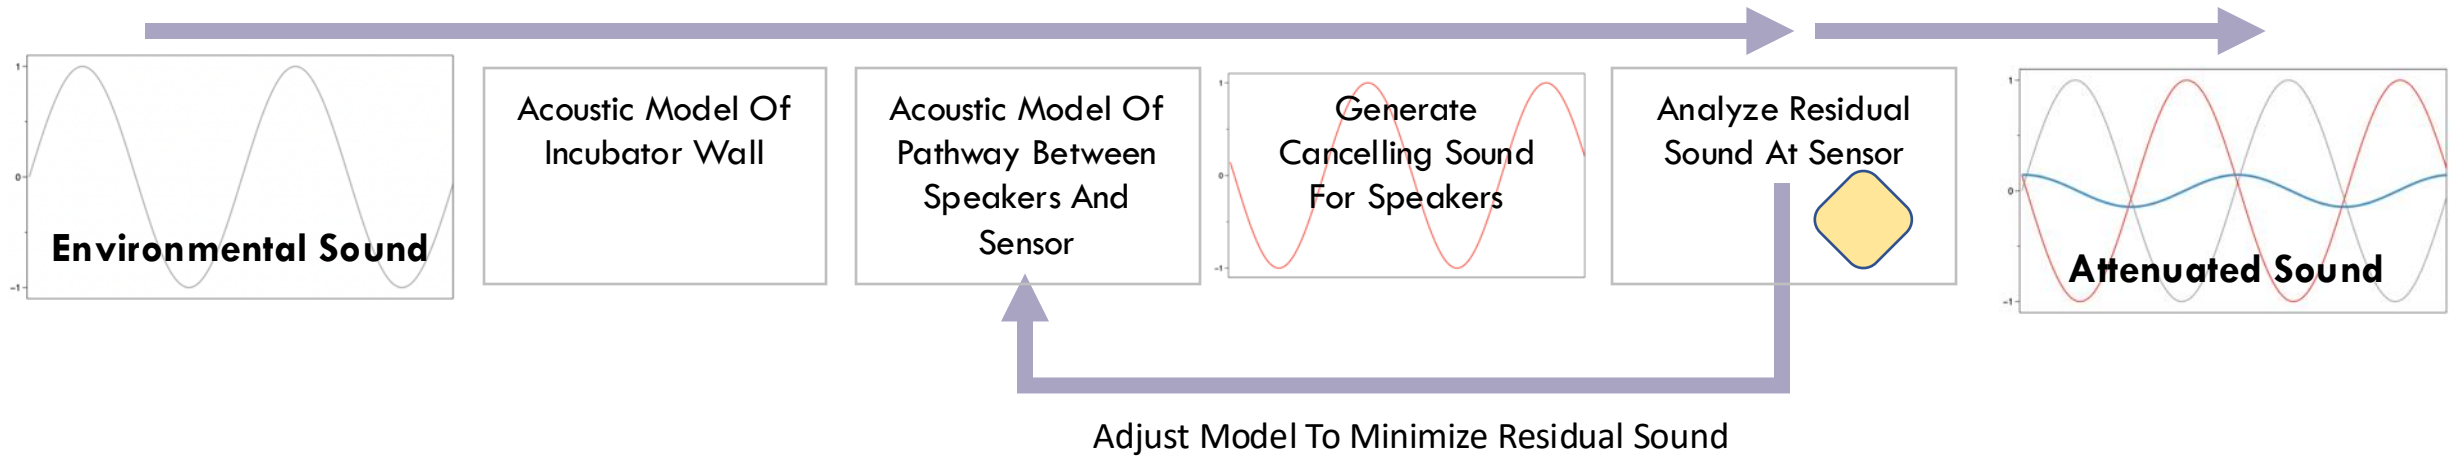 1
0
-1
Environmental Sound
Acoustic Model Of
Incubator Wall
Acoustic Model Of
Pathway Between
Speakers And
Sensor
1
0
-1
Generate
Cancelling Sound
For Speakers
Analyze Residual
Sound At Sensor
1
0
-1
Attenuated Sound
Adjust Model To Minimize Residual Sound